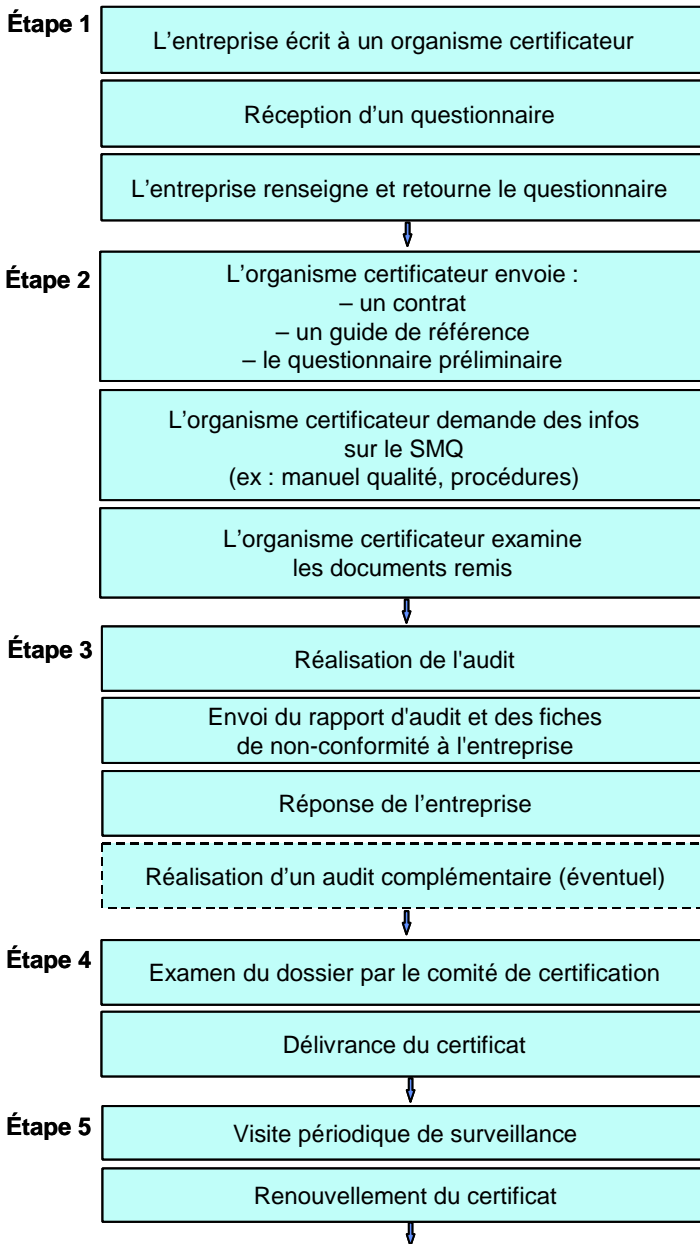 Étape 1
L’entreprise écrit à un organisme certificateur
Réception d’un questionnaire
L’entreprise renseigne et retourne le questionnaire
Étape 2
L’organisme certificateur envoie :
– un contrat
– un guide de référence
– le questionnaire préliminaire
L’organisme certificateur demande des infos
sur le SMQ
(ex : manuel qualité, procédures)
L’organisme certificateur examine
les documents remis
Étape 3
Réalisation de l'audit
Envoi du rapport d'audit et des fiches
de non-conformité à l'entreprise
Réponse de l’entreprise
Réalisation d’un audit complémentaire (éventuel)
Étape 4
Examen du dossier par le comité de certification
Délivrance du certificat
Étape 5
Visite périodique de surveillance
Renouvellement du certificat